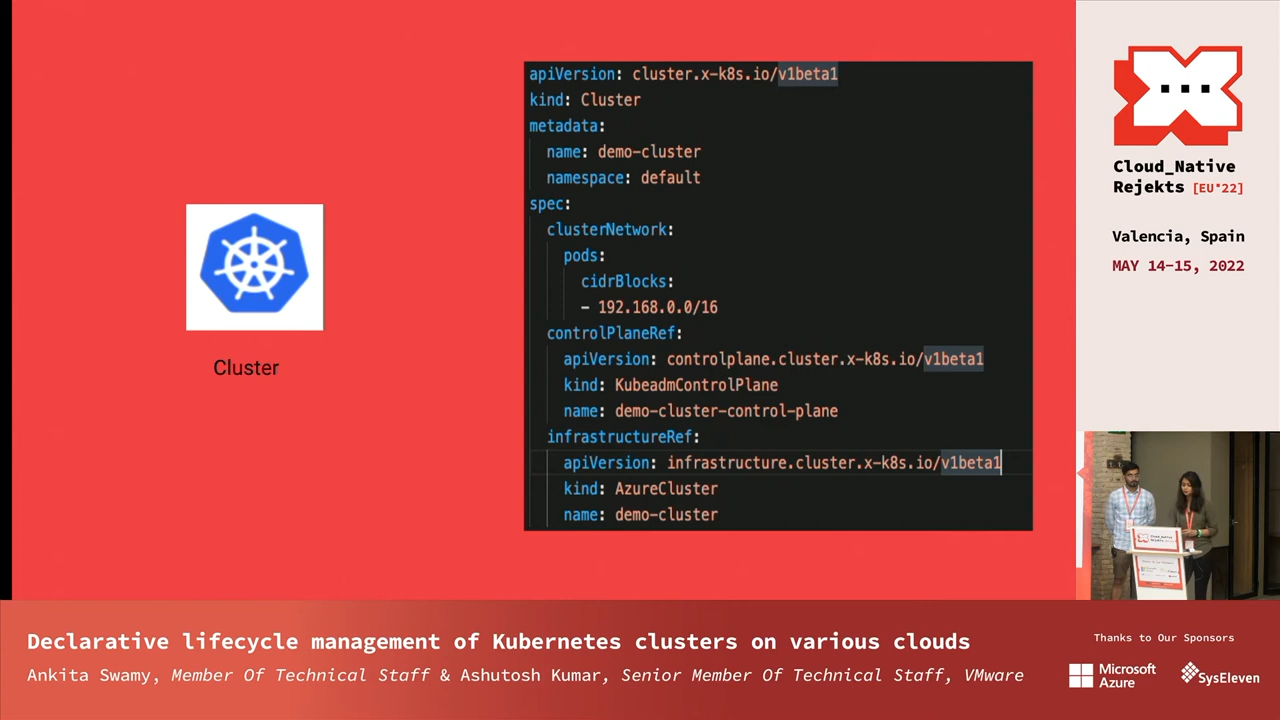 Cluster
apiVersion: cluster.x-k8s.io/v1beta1
kind: Cluster
metadata:
name: demo-cluster
namespace: default
spec:
clusterNetwork:
pods:
cidrBlocks:
- 192.168.0.0/16
controlPlaneRef:
apiVersion: controlplane.cluster.x-k8s.io/v1beta1
kind: KubeadmControlPlane
name: demo-cluster-control-plane
infrastructureRef:
apiVersion: infrastructure.cluster.x-k8s.io/v1beta1
kind: AzureCluster
name: demo-cluster
Cloud_Native
Rejekts [EU'22]
Valencia, Spain
MAY 14-15, 2022
Cloud_Native
Rejekts
Declarative lifecycle management of Kubernetes clusters on various clouds
Ankita Swamy, Member Of Technical Staff & Ashutosh Kumar, Senior Member Of Technical Staff, VMware
Thanks to Our Sponsors
Microsoft
Azure
SysEleven